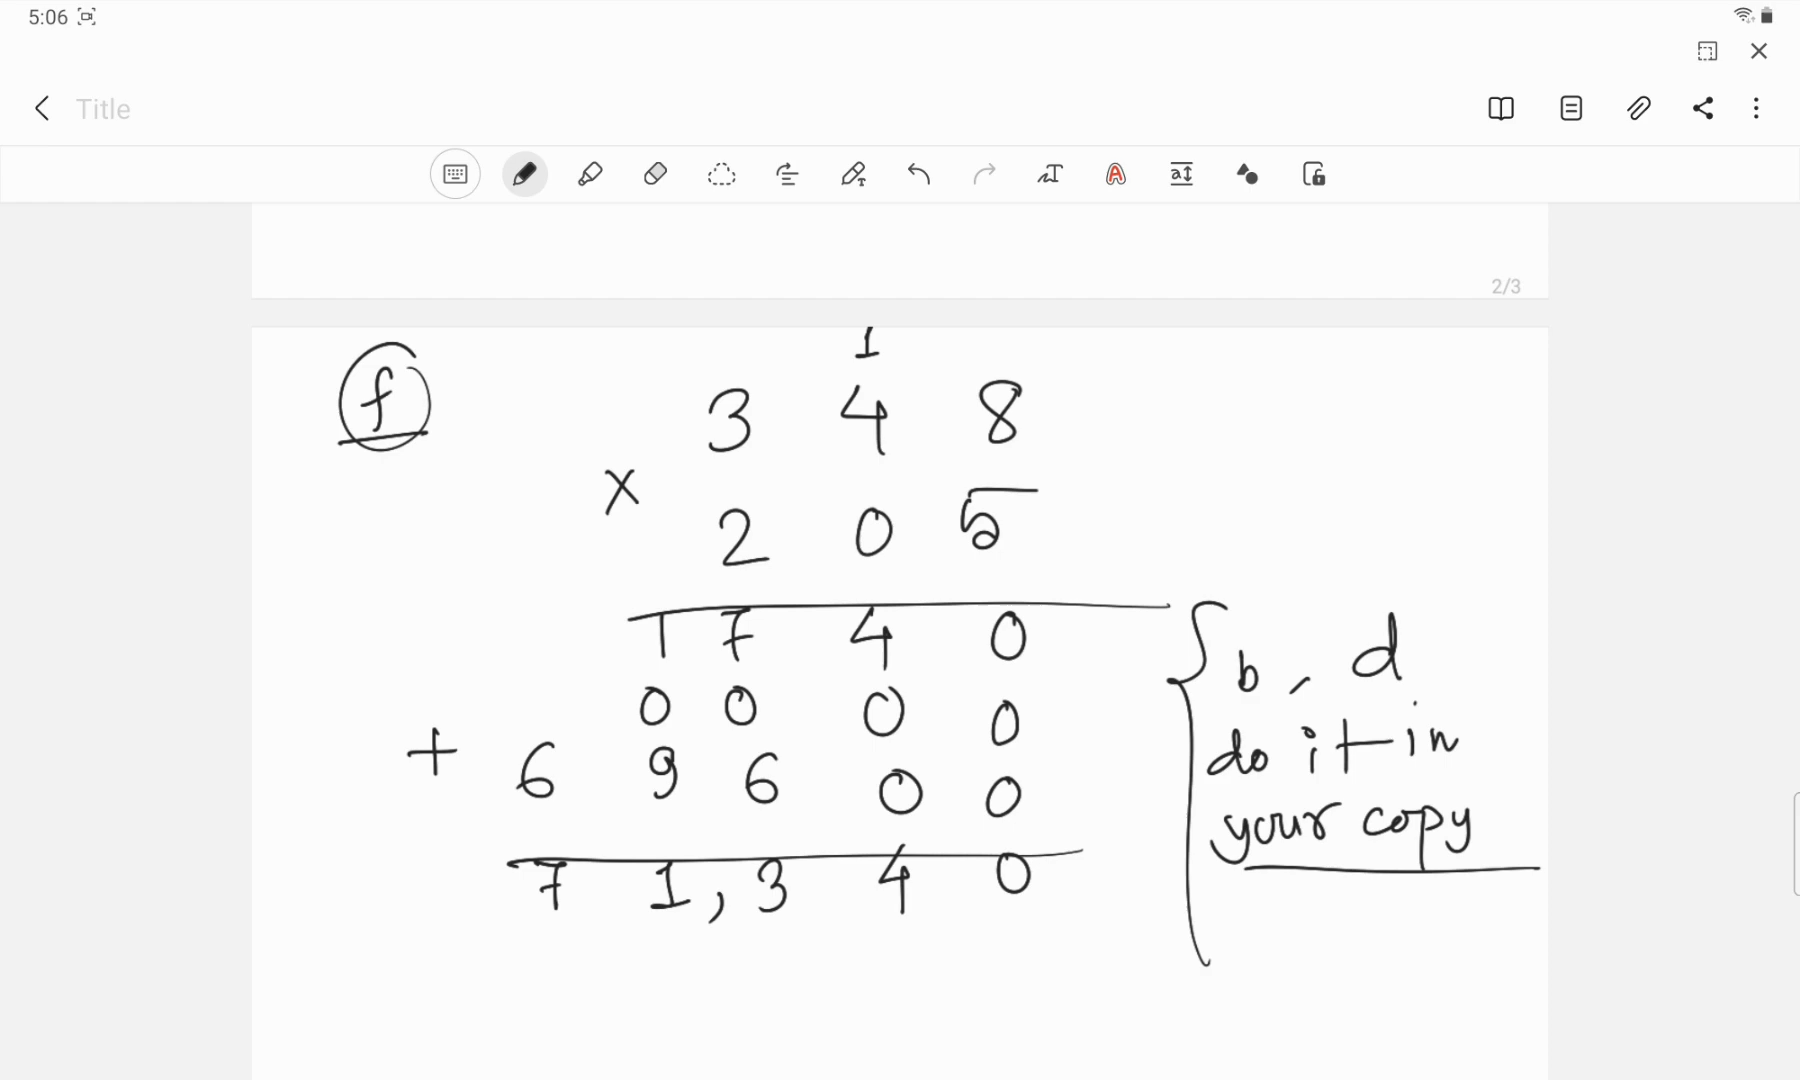 5:06
Title
2/3
f
1
3 4 8
× 2 0 5
1 7 4 0
0 0 0 0
+ 6 9 6 0 0
7 1, 3 4 0
b, d
do it in
your copy